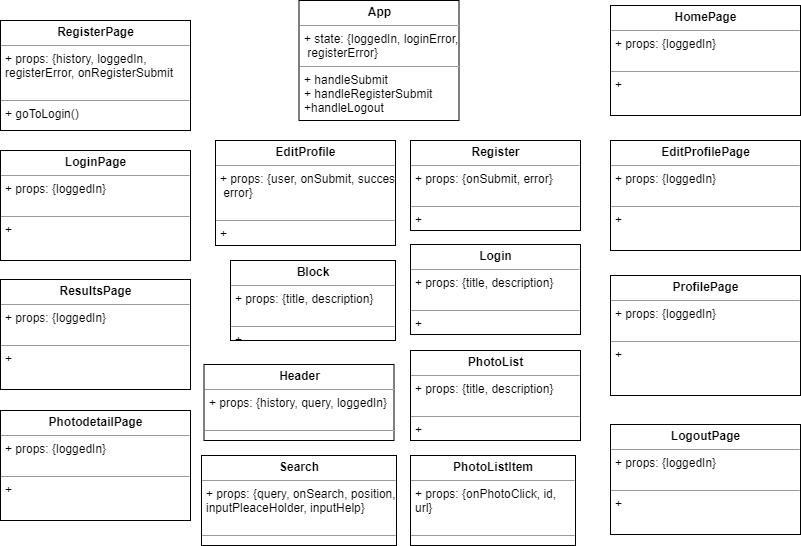 RegisterPage
+ props: {history, loggedIn,
registerError, onRegisterSubmit
+ goToLogin()
LoginPage
+ props: {loggedIn}
+
ResultsPage
+ props: {loggedIn}
+
PhotodetailPage
+ props: {loggedIn}
+
App
+ state: {loggedIn, loginError,
registerError}
+ handleSubmit
+ handleRegisterSubmit
+handleLogout
EditProfile
+ props: {user, onSubmit, succes
error}
+
Block
+ props: {title, description}
+
Header
+ props: {history, query, loggedIn}
Search
+ props: {query, onSearch, position,
inputPleaceHolder, inputHelp}
Register
+ props: {onSubmit, error}
+
Login
+ props: {title, description}
+
PhotoList
+ props: {title, description}
+
PhotoListItem
+ props: {onPhotoClick, id,
url}
HomePage
+ props: {loggedIn}
+
EditProfilePage
+ props: {loggedIn}
+
ProfilePage
+ props: {loggedIn}
+
LogoutPage
+ props: {loggedIn}
+